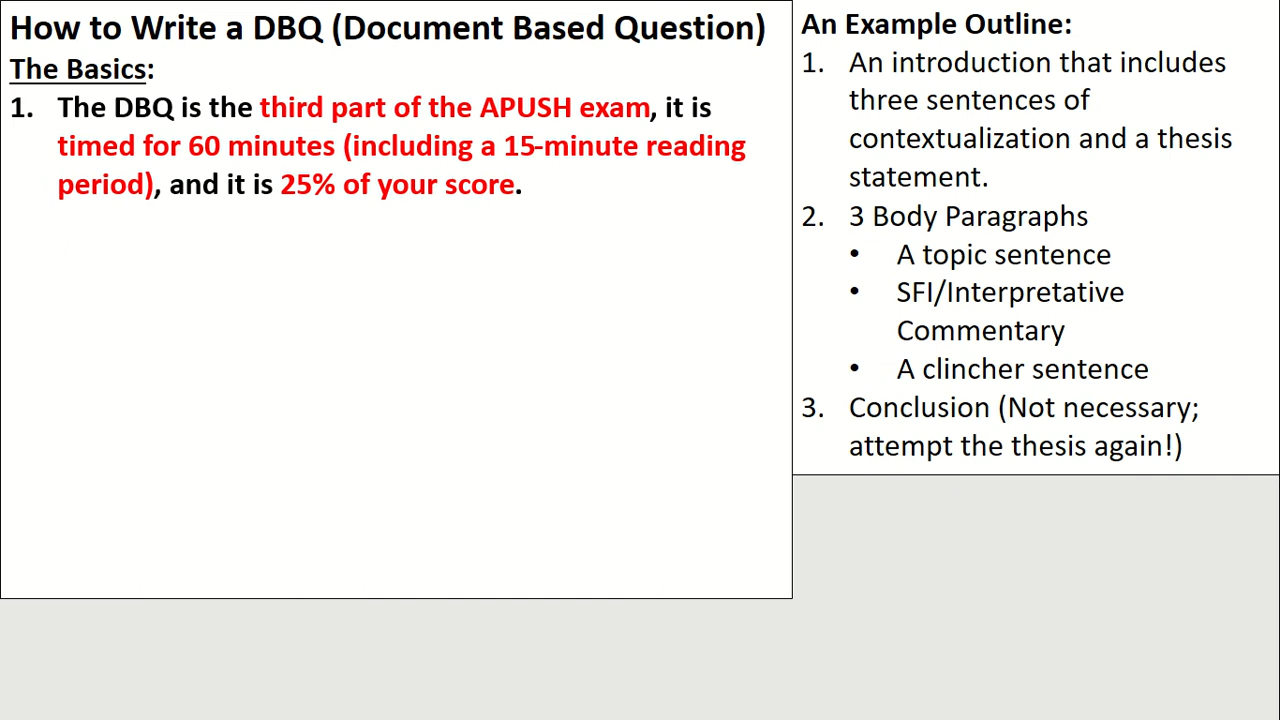 How to Write a DBQ (Document Based Question)
The Basics:
1. The DBQ is the third part of the APUSH exam, it is
timed for 60 minutes (including a 15-minute reading
period), and it is 25% of your score.
An Example Outline:
1. An introduction that includes
three sentences of
contextualization and a thesis
statement.
2. 3 Body Paragraphs
• A topic sentence
• SFI/Interpretative
Commentary
• A clincher sentence
3. Conclusion (Not necessary;
attempt the thesis again!)